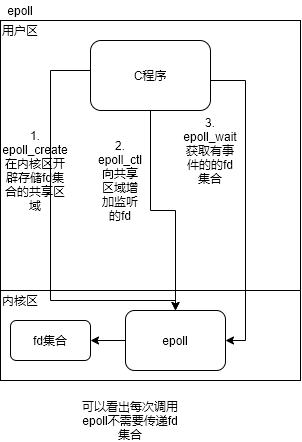 epoll
用户区
C程序
1.
epoll_create
在内核区开
辟存储fd集
合的共享区
域
2.
epoll_ctl
向共享
区域增
加监听
的fd
3.
epoll_wait
获取有事
件的的fd
集合
内核区
fd集合
epoll
可以看出每次调用
epoll不需要传递fd
集合